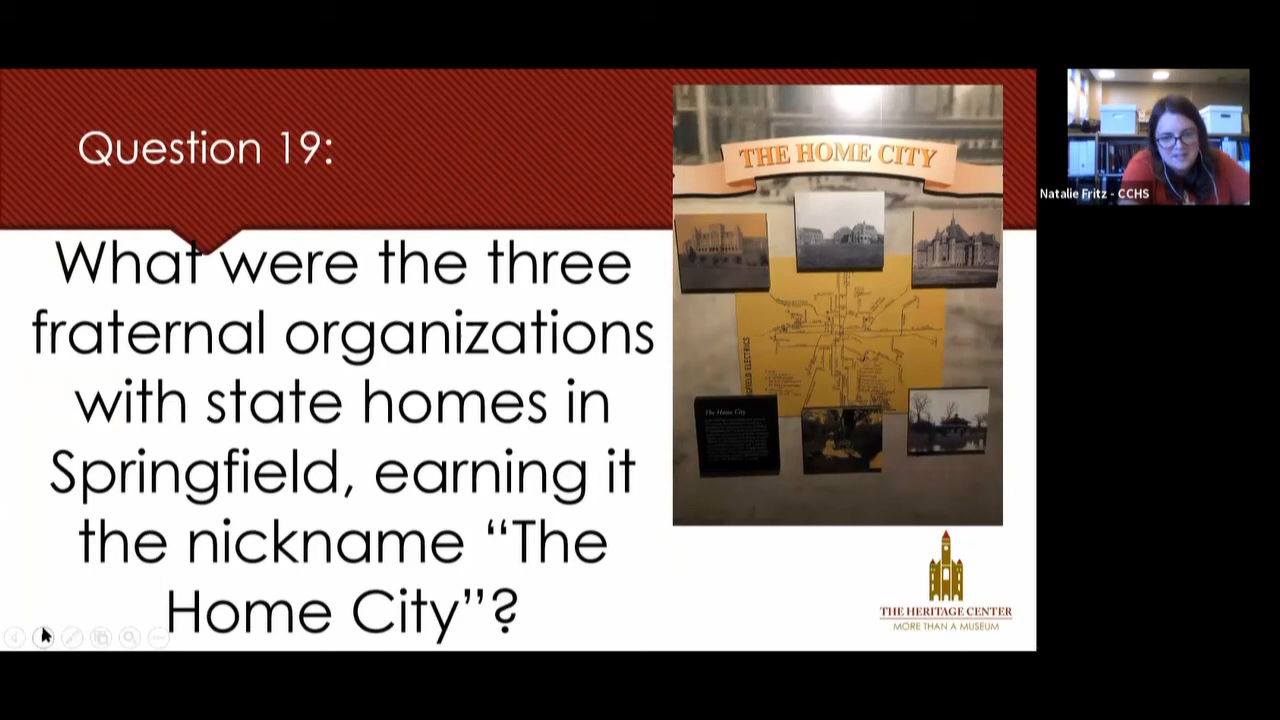 Question 19:
What were the three
fraternal organizations
with state homes in
Springfield, earning it
the nickname “The
Home City”?
THE HOME CITY
The Home City
THE HERITAGE CENTER
MORE THAN A MUSEUM
Natalie Fritz - CCHS